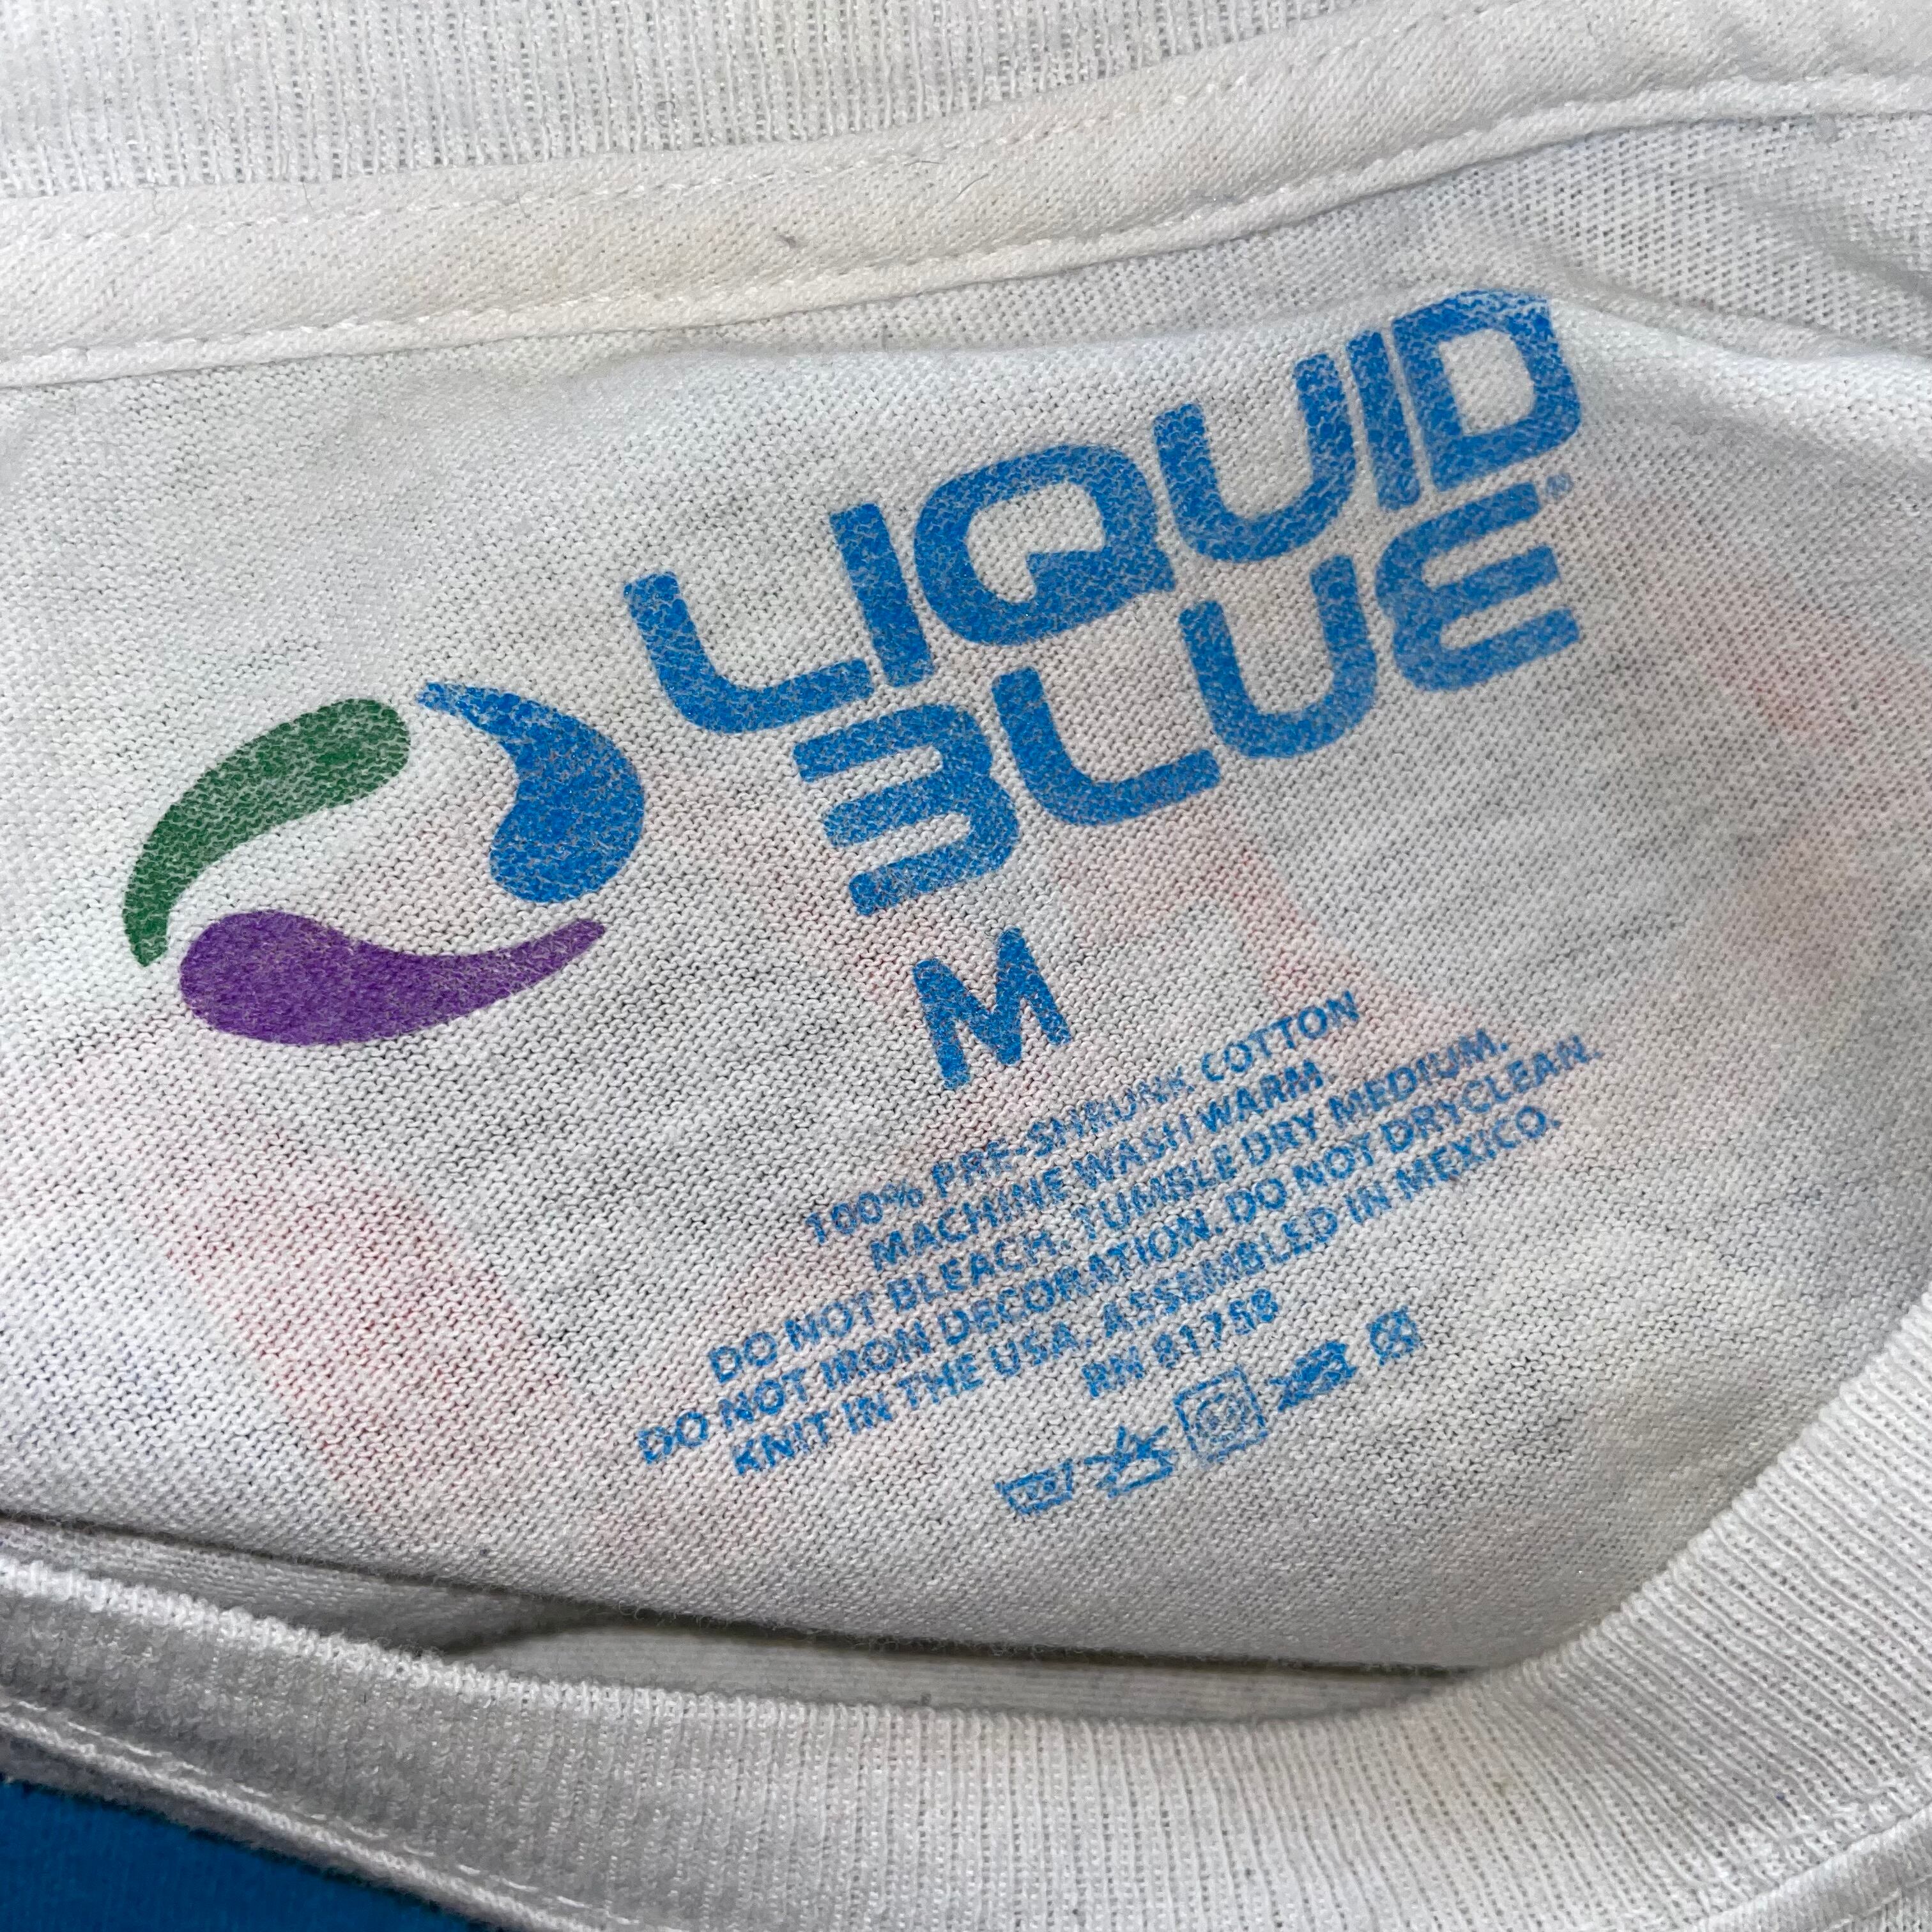 LIQUID
BLUE®
M
100% PRE-SHRUNK COTTON
MACHINE WASH WARM.
DO NOT BLEACH. TUMBLE DRY MEDIUM.
DO NOT IRON DECORATION. DO NOT DRYCLEAN.
KNIT IN THE USA. ASSEMBLED IN MEXICO.
RN 81758